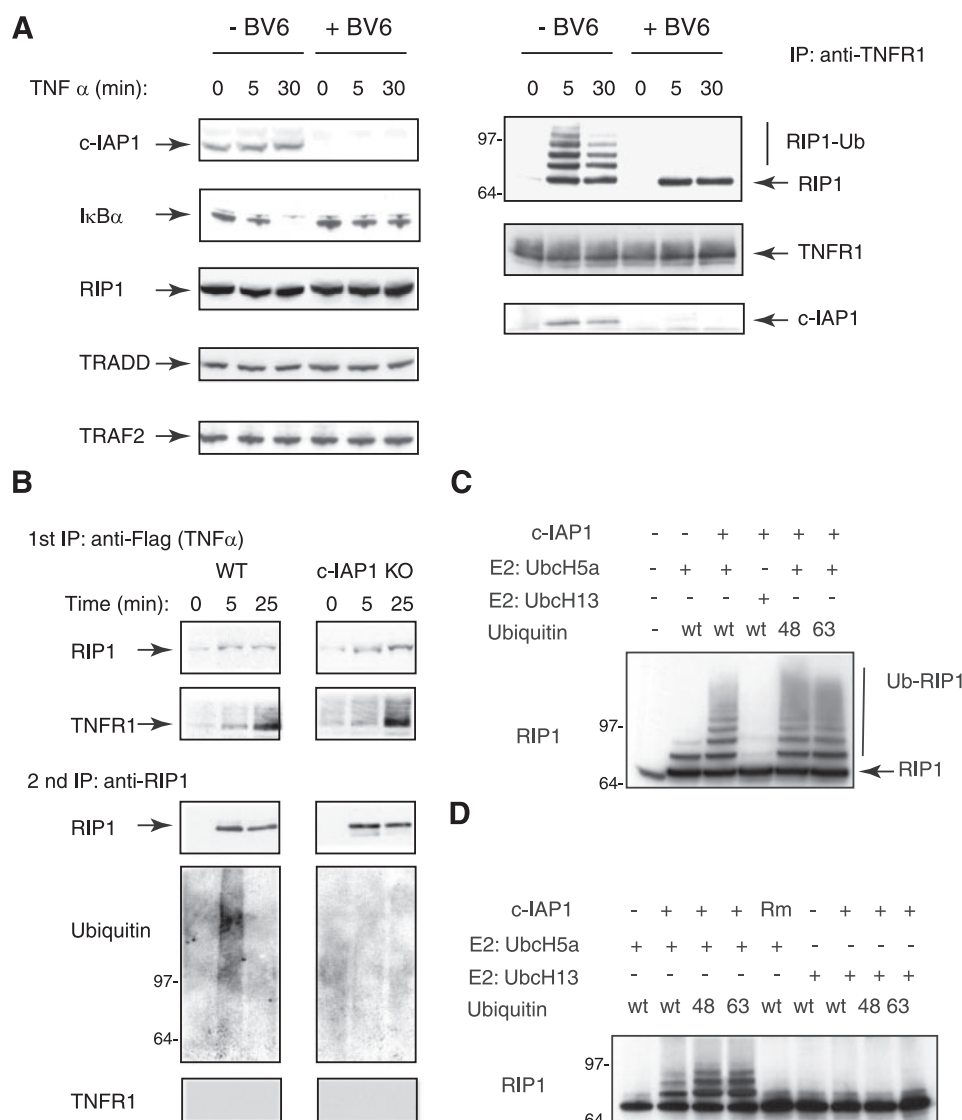 A
- BV6 + BV6
TNF α (min): 0 5 30 0 5 30
c-IAP1
IκBα
RIP1
TRADD
TRAF2
- BV6 + BV6
IP: anti-TNFR1
0 5 30 0 5 30
97-
64-
RIP1-Ub
RIP1
TNFR1
c-IAP1
B
1st IP: anti-Flag (TNFα)
WT c-IAP1 KO
Time (min): 0 5 25 0 5 25
RIP1
TNFR1
2 nd IP: anti-RIP1
RIP1
Ubiquitin
97-
64-
TNFR1
C
c-IAP1 - - + + + +
E2: UbcH5a - + + - + +
E2: UbcH13 - - - + - -
Ubiquitin - wt wt wt 48 63
RIP1
97-
64-
Ub-RIP1
RIP1
D
c-IAP1 - + + + Rm - + + +
E2: UbcH5a + + + + + - - - -
E2: UbcH13 - - - - - + + + +
Ubiquitin wt wt 48 63 wt wt wt 48 63
RIP1
97-
64